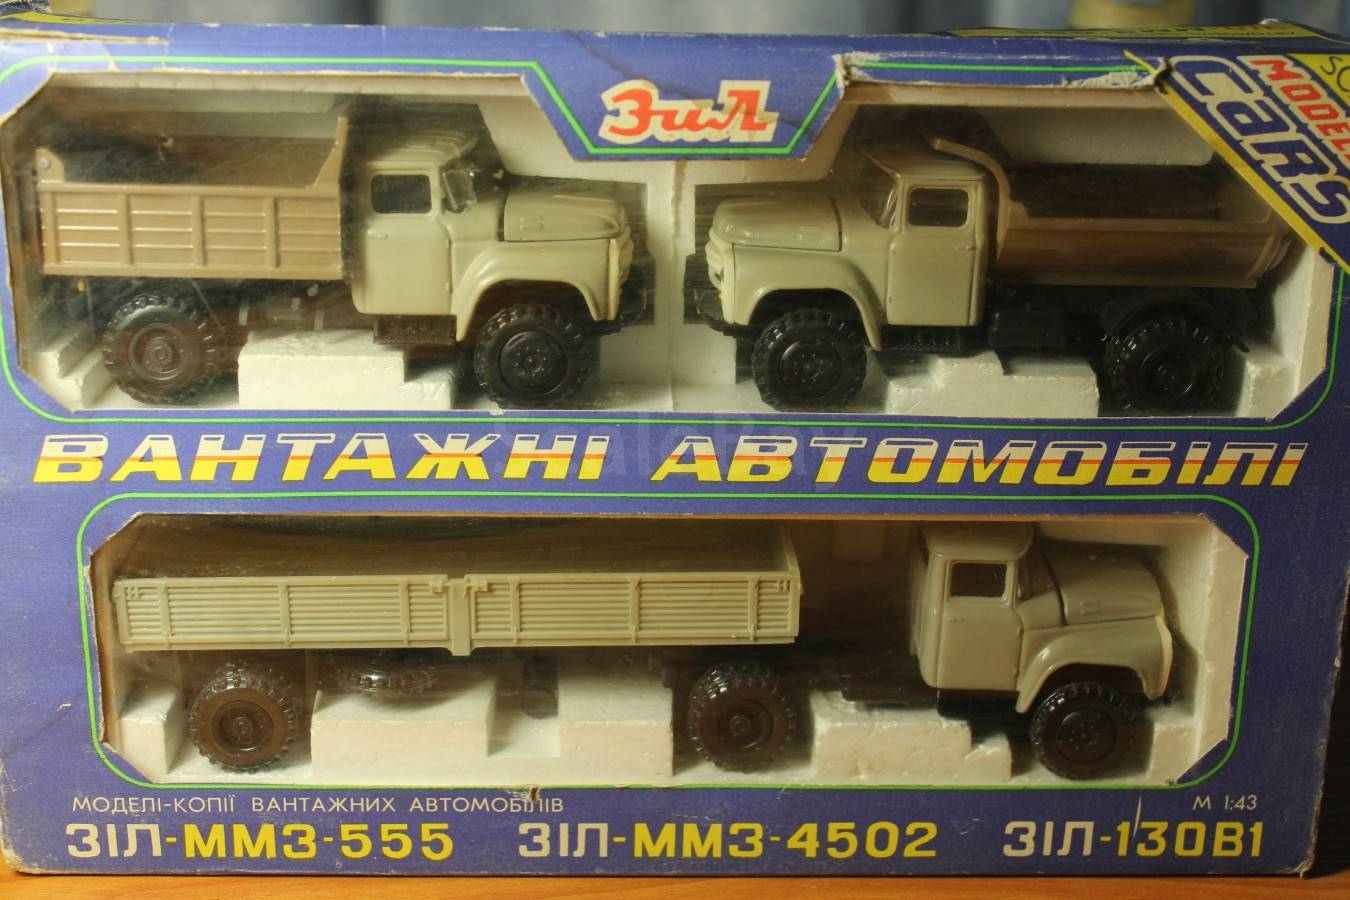 ЗиЛ
MODEL
CARS
ВАНТАЖНІ АВТОМОБІЛІ
МОДЕЛІ-КОПІЇ ВАНТАЖНИХ АВТОМОБІЛІВ
М 1:43
ЗІЛ-ММЗ-555 ЗІЛ-ММЗ-4502 ЗІЛ-130В1